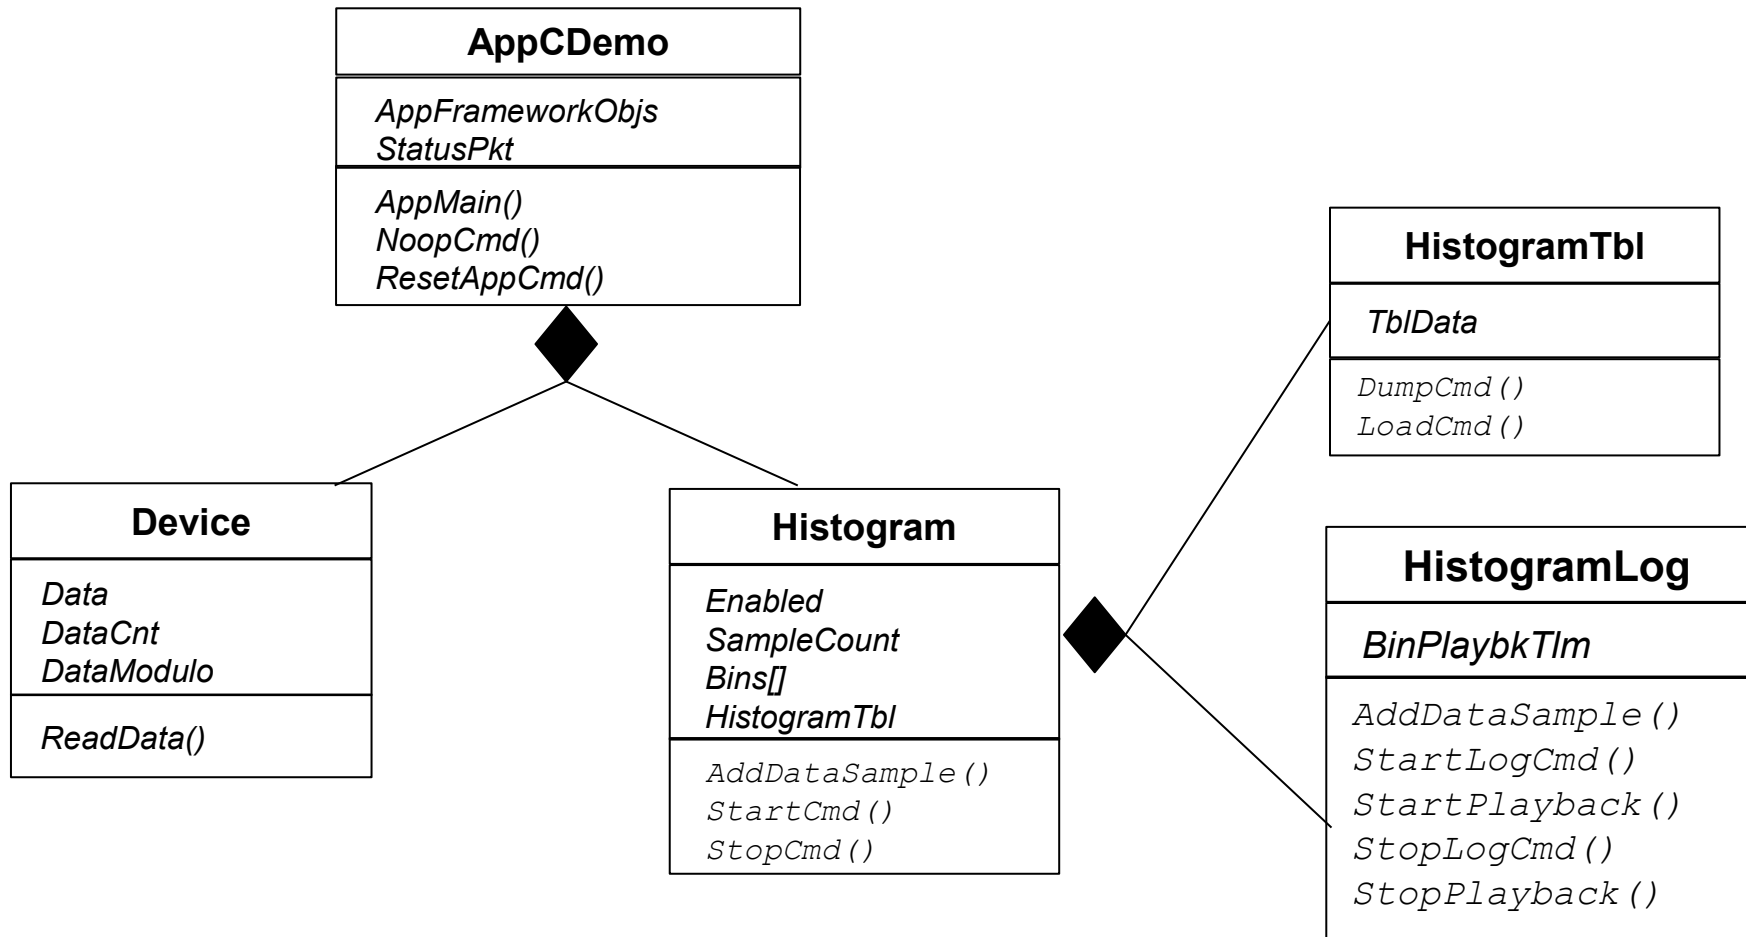 AppCDemo
AppFrameworkObjs
StatusPkt
AppMain()
NoopCmd()
ResetAppCmd()
Device
Data
DataCnt
DataModulo
ReadData()
Histogram
Enabled
SampleCount
Bins[]
HistogramTbl
AddDataSample()
StartCmd()
StopCmd()
HistogramTbl
TblData
DumpCmd()
LoadCmd()
HistogramLog
BinPlaybkTlm
AddDataSample()
StartLogCmd()
StartPlayback()
StopLogCmd()
StopPlayback()